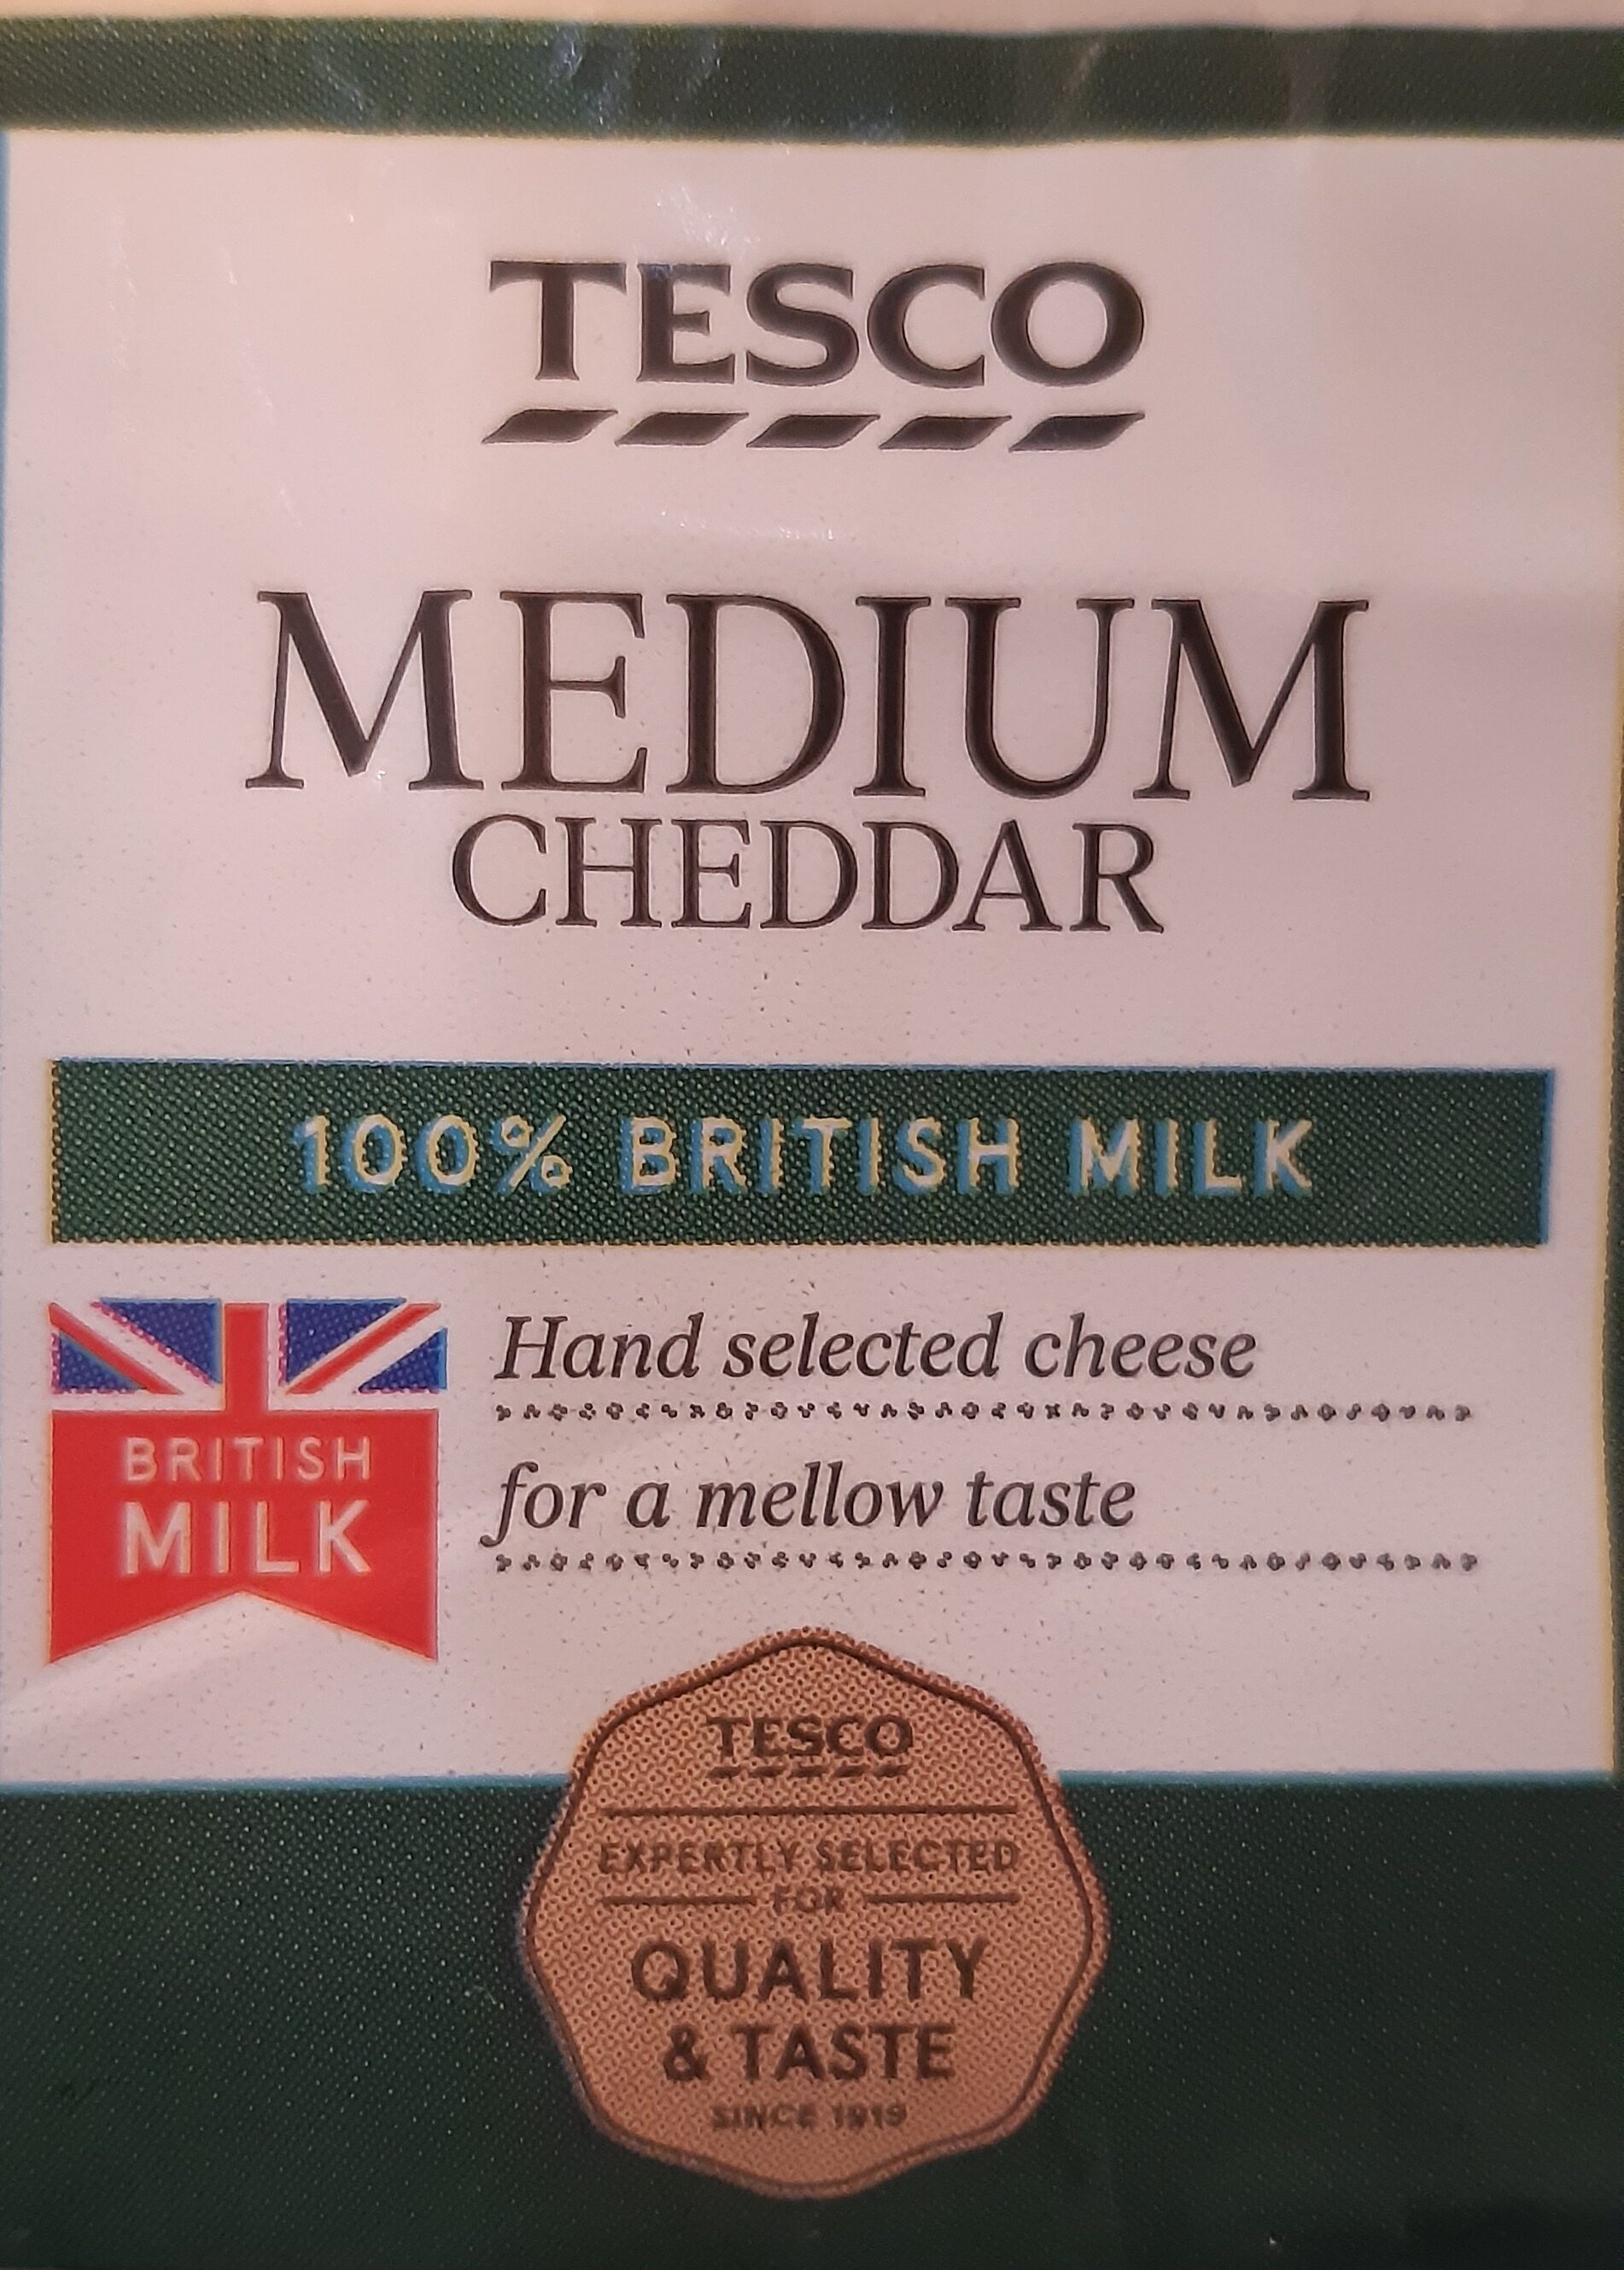 TESCO
MEDIUM
CHEDDAR
100% BRITISH MILK
BRITISH
MILK
Hand selected cheese
for a mellow taste
TESCO
EXPERTLY SELECTED
FOR
QUALITY
& TASTE
SINCE 1919